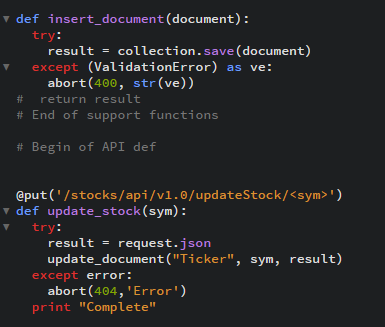 def insert_document(document):
  try:
    result = collection.save(document)
  except (ValidationError) as ve:
    abort(400, str(ve))
#  return result
# End of support functions

# Begin of API def


@put('/stocks/api/v1.0/updateStock/<sym>')
def update_stock(sym):
  try:
    result = request.json
    update_document("Ticker", sym, result)
  except error:
    abort(404,'Error')
  print "Complete"